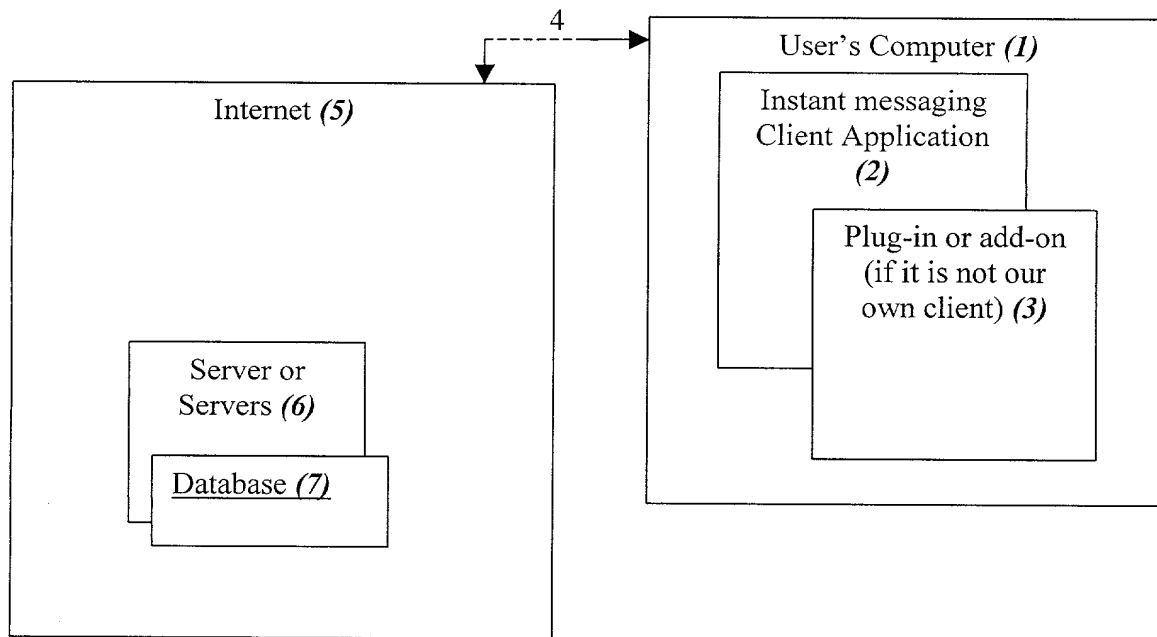 4
User's Computer (1)
Internet (5)
Instant messaging
Client Application
(2)
Plug-in or add-on
(if it is not our
own client) (3)
Server or
Servers (6)
Database (7)